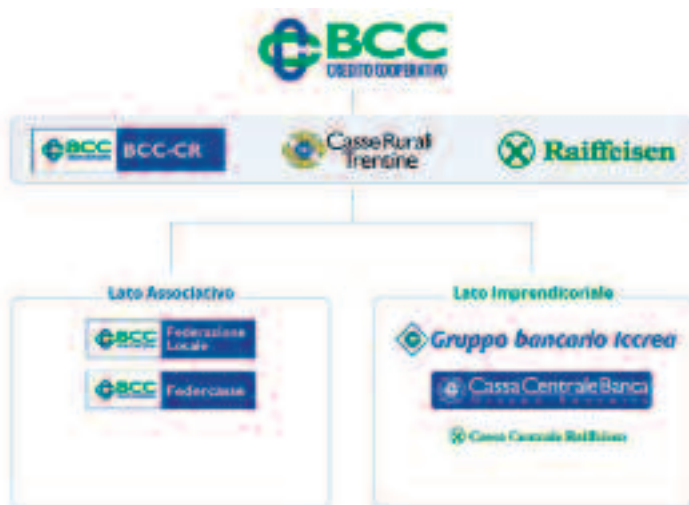 BCC
CREDITO COOPERATIVO
BCC BCC-CR
Casse Rurali
Trentine
Raiffeisen
Lato Associativo
BCC Federazione
Locale
BCC Federcasse
Lato Imprenditoriale
Gruppo bancario Iccrea
Cassa Centrale Banca
Cassa Centrale Raiffeisen